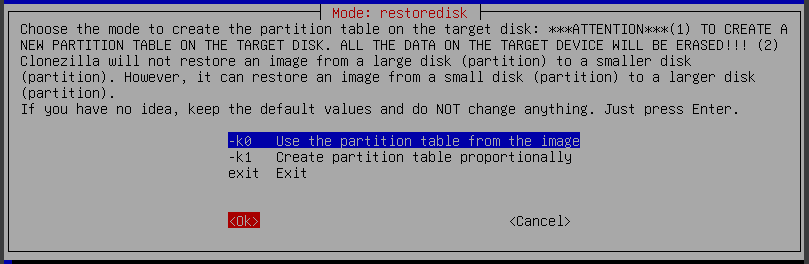 Mode: restoredisk
Choose the mode to create the partition table on the target disk: ***ATTENTION***(1) TO CREATE A
NEW PARTITION TABLE ON THE TARGET DISK. ALL THE DATA ON THE TARGET DEVICE WILL BE ERASED!!! (2)
Clonezilla will not restore an image from a large disk (partition) to a smaller disk
(partition). However, it can restore an image from a small disk (partition) to a larger disk
(partition).
If you have no idea, keep the default values and do NOT change anything. Just press Enter.
-k0 Use the partition table from the image
-k1 Create partition table proportionally
exit Exit
<Ok> <Cancel>